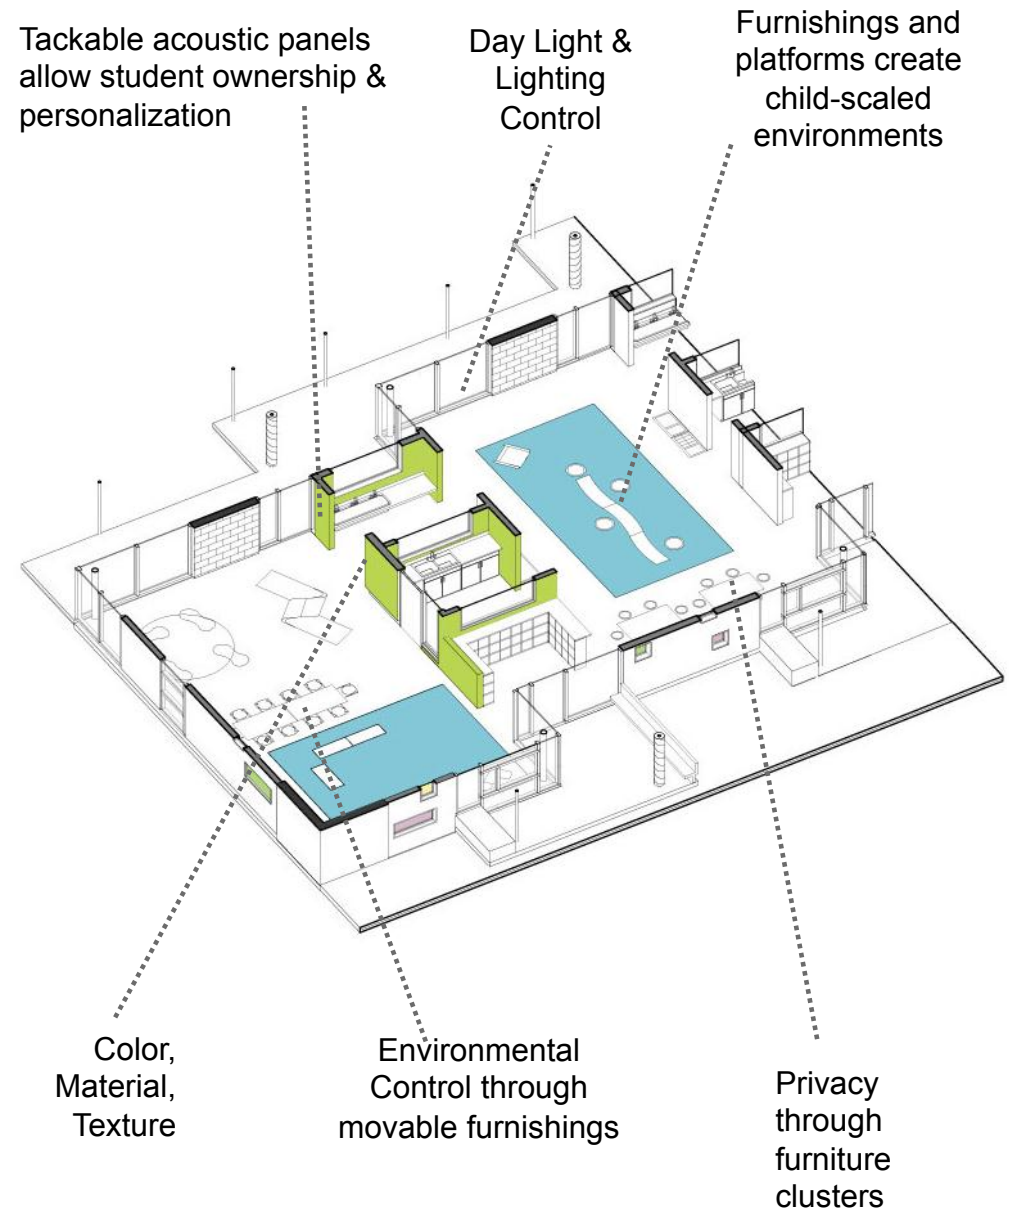 Tackable acoustic panels
allow student ownership &
personalization
Day Light &
Lighting
Control
Furnishings and
platforms create
child-scaled
environments
Color,
Material,
Texture
Environmental
Control through
movable furnishings
Privacy
through
furniture
clusters